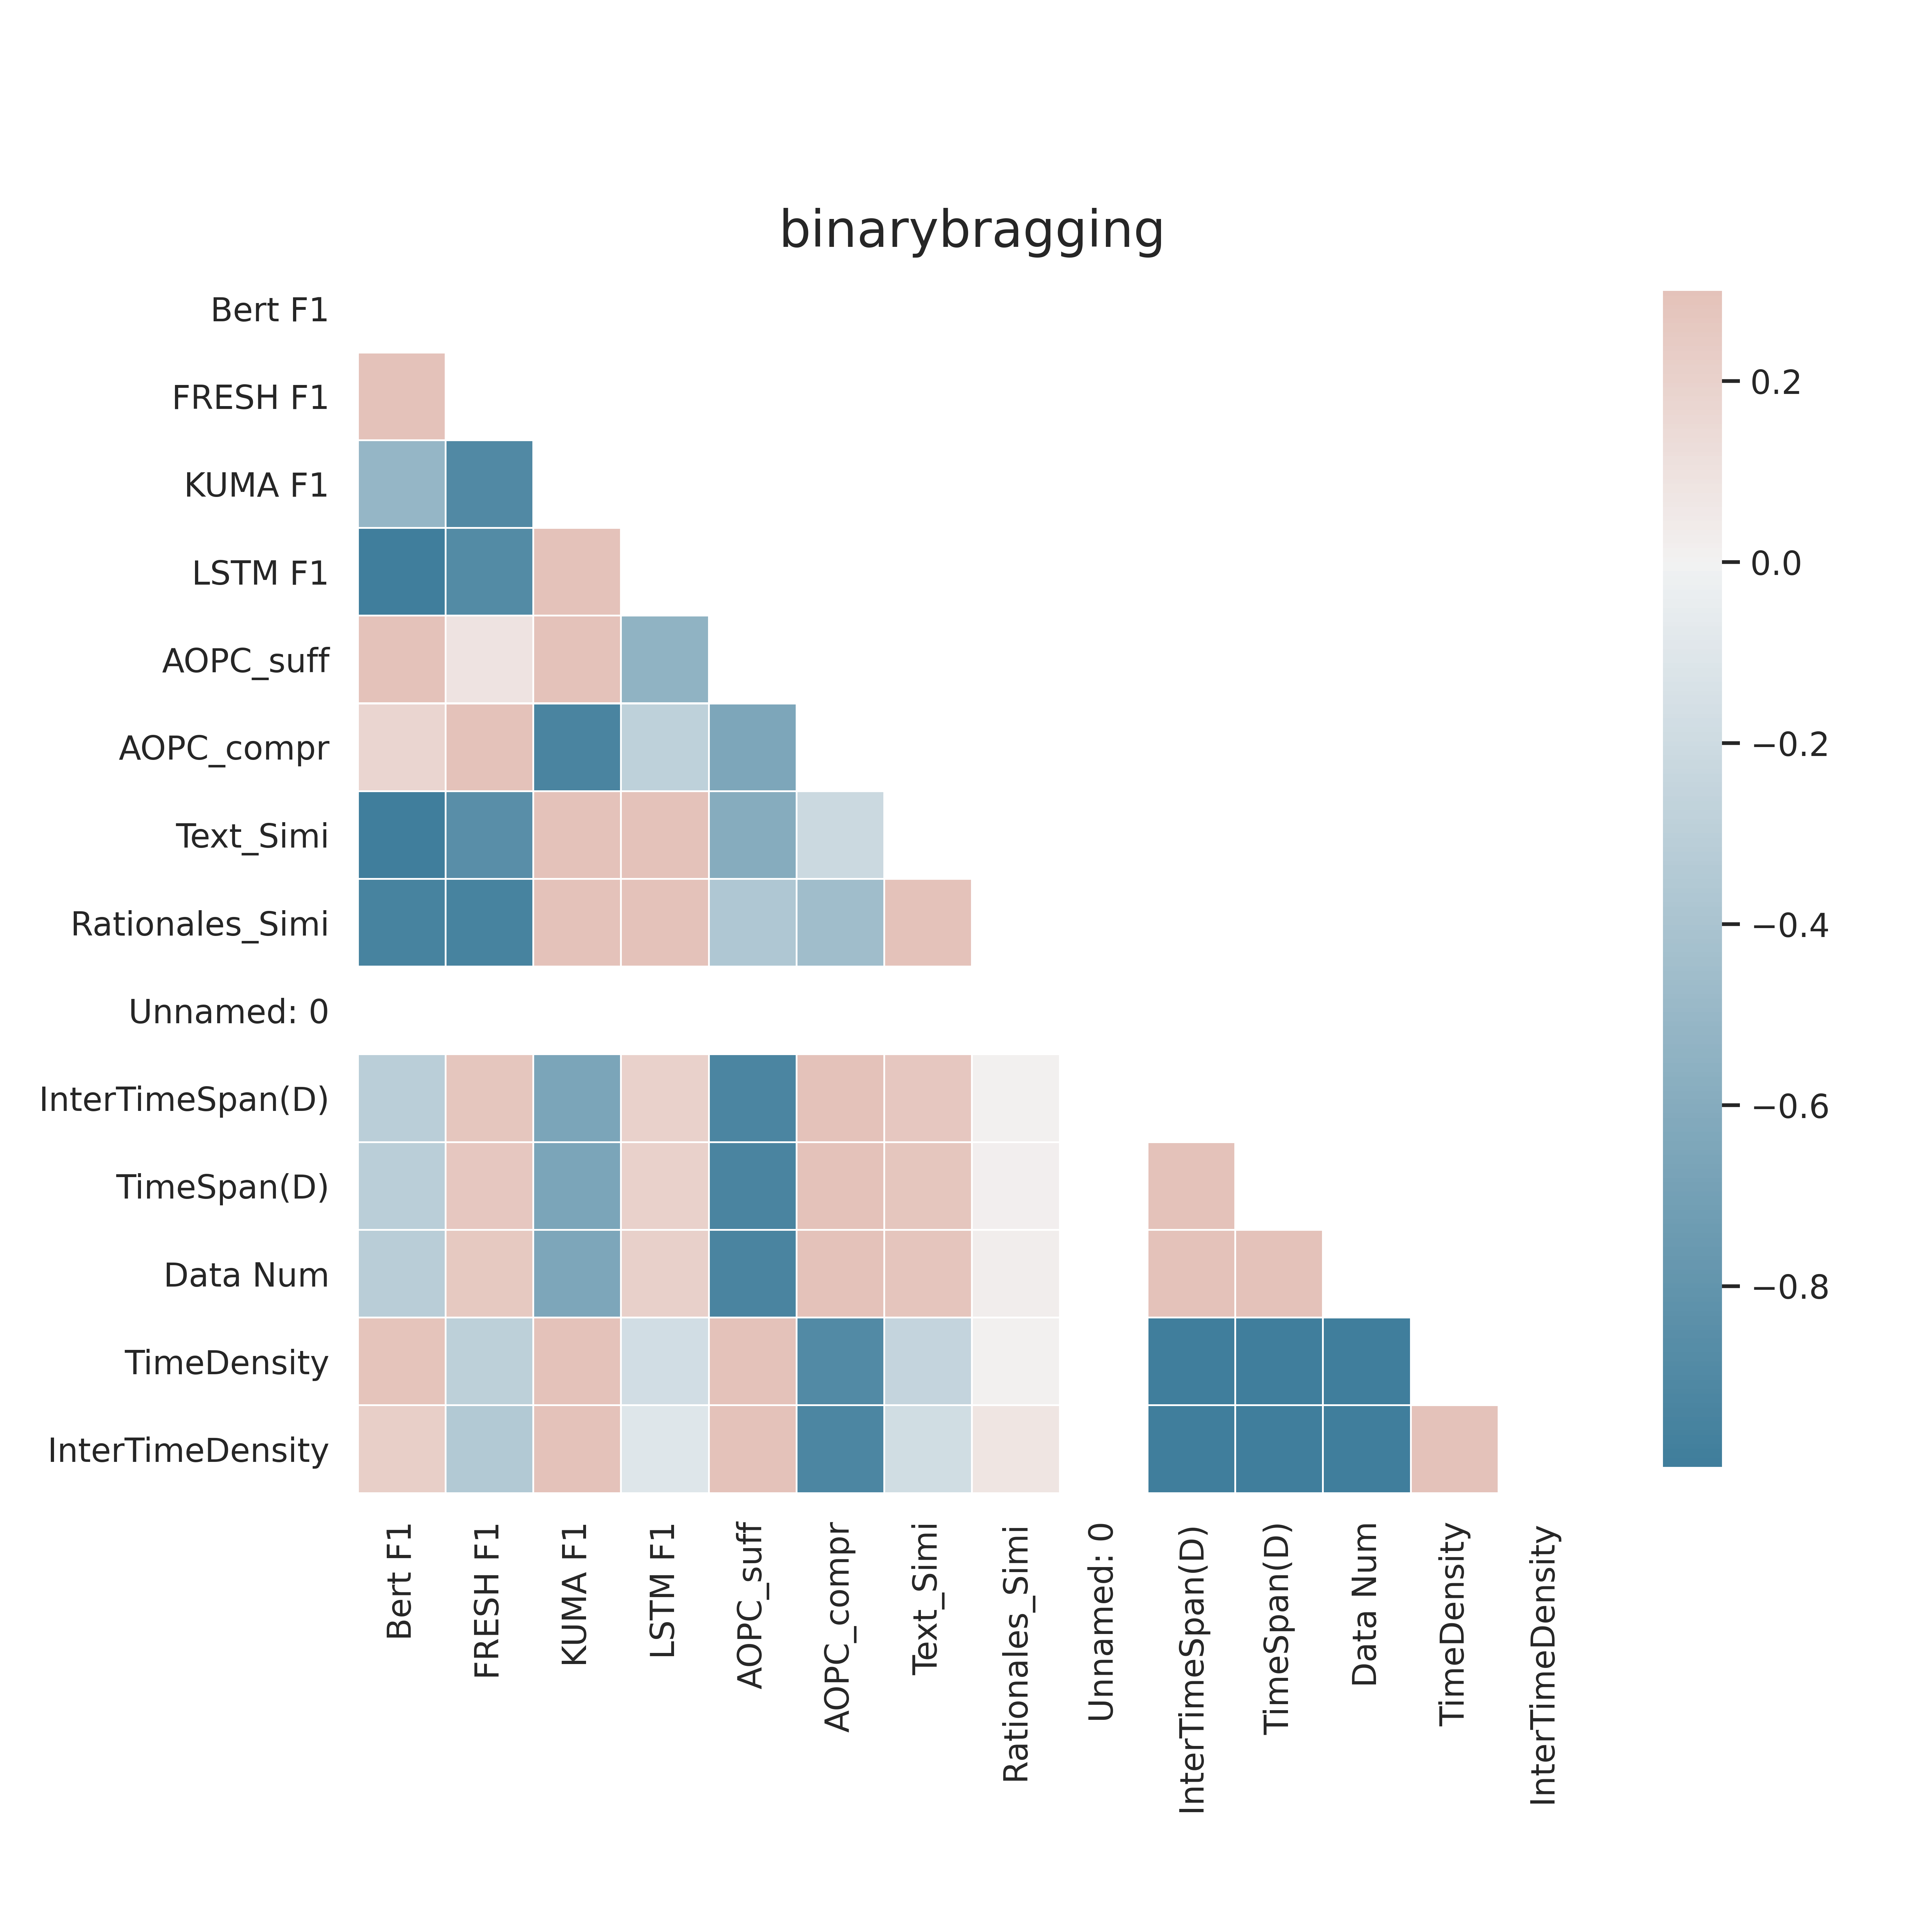 binarybragging
Bert F1
FRESH F1
KUMA F1
LSTM F1
AOPC_suff
AOPC_compr
Text_Simi
Rationales_Simi
Unnamed: 0
InterTimeSpan(D)
TimeSpan(D)
Data Num
TimeDensity
InterTimeDensity
Bert F1
FRESH F1
KUMA F1
LSTM F1
AOPC_suff
AOPC_compr
Text_Simi
Rationales_Simi
Unnamed: 0
InterTimeSpan(D)
TimeSpan(D)
Data Num
TimeDensity
InterTimeDensity
0.2
0.0
−0.2
−0.4
−0.6
−0.8